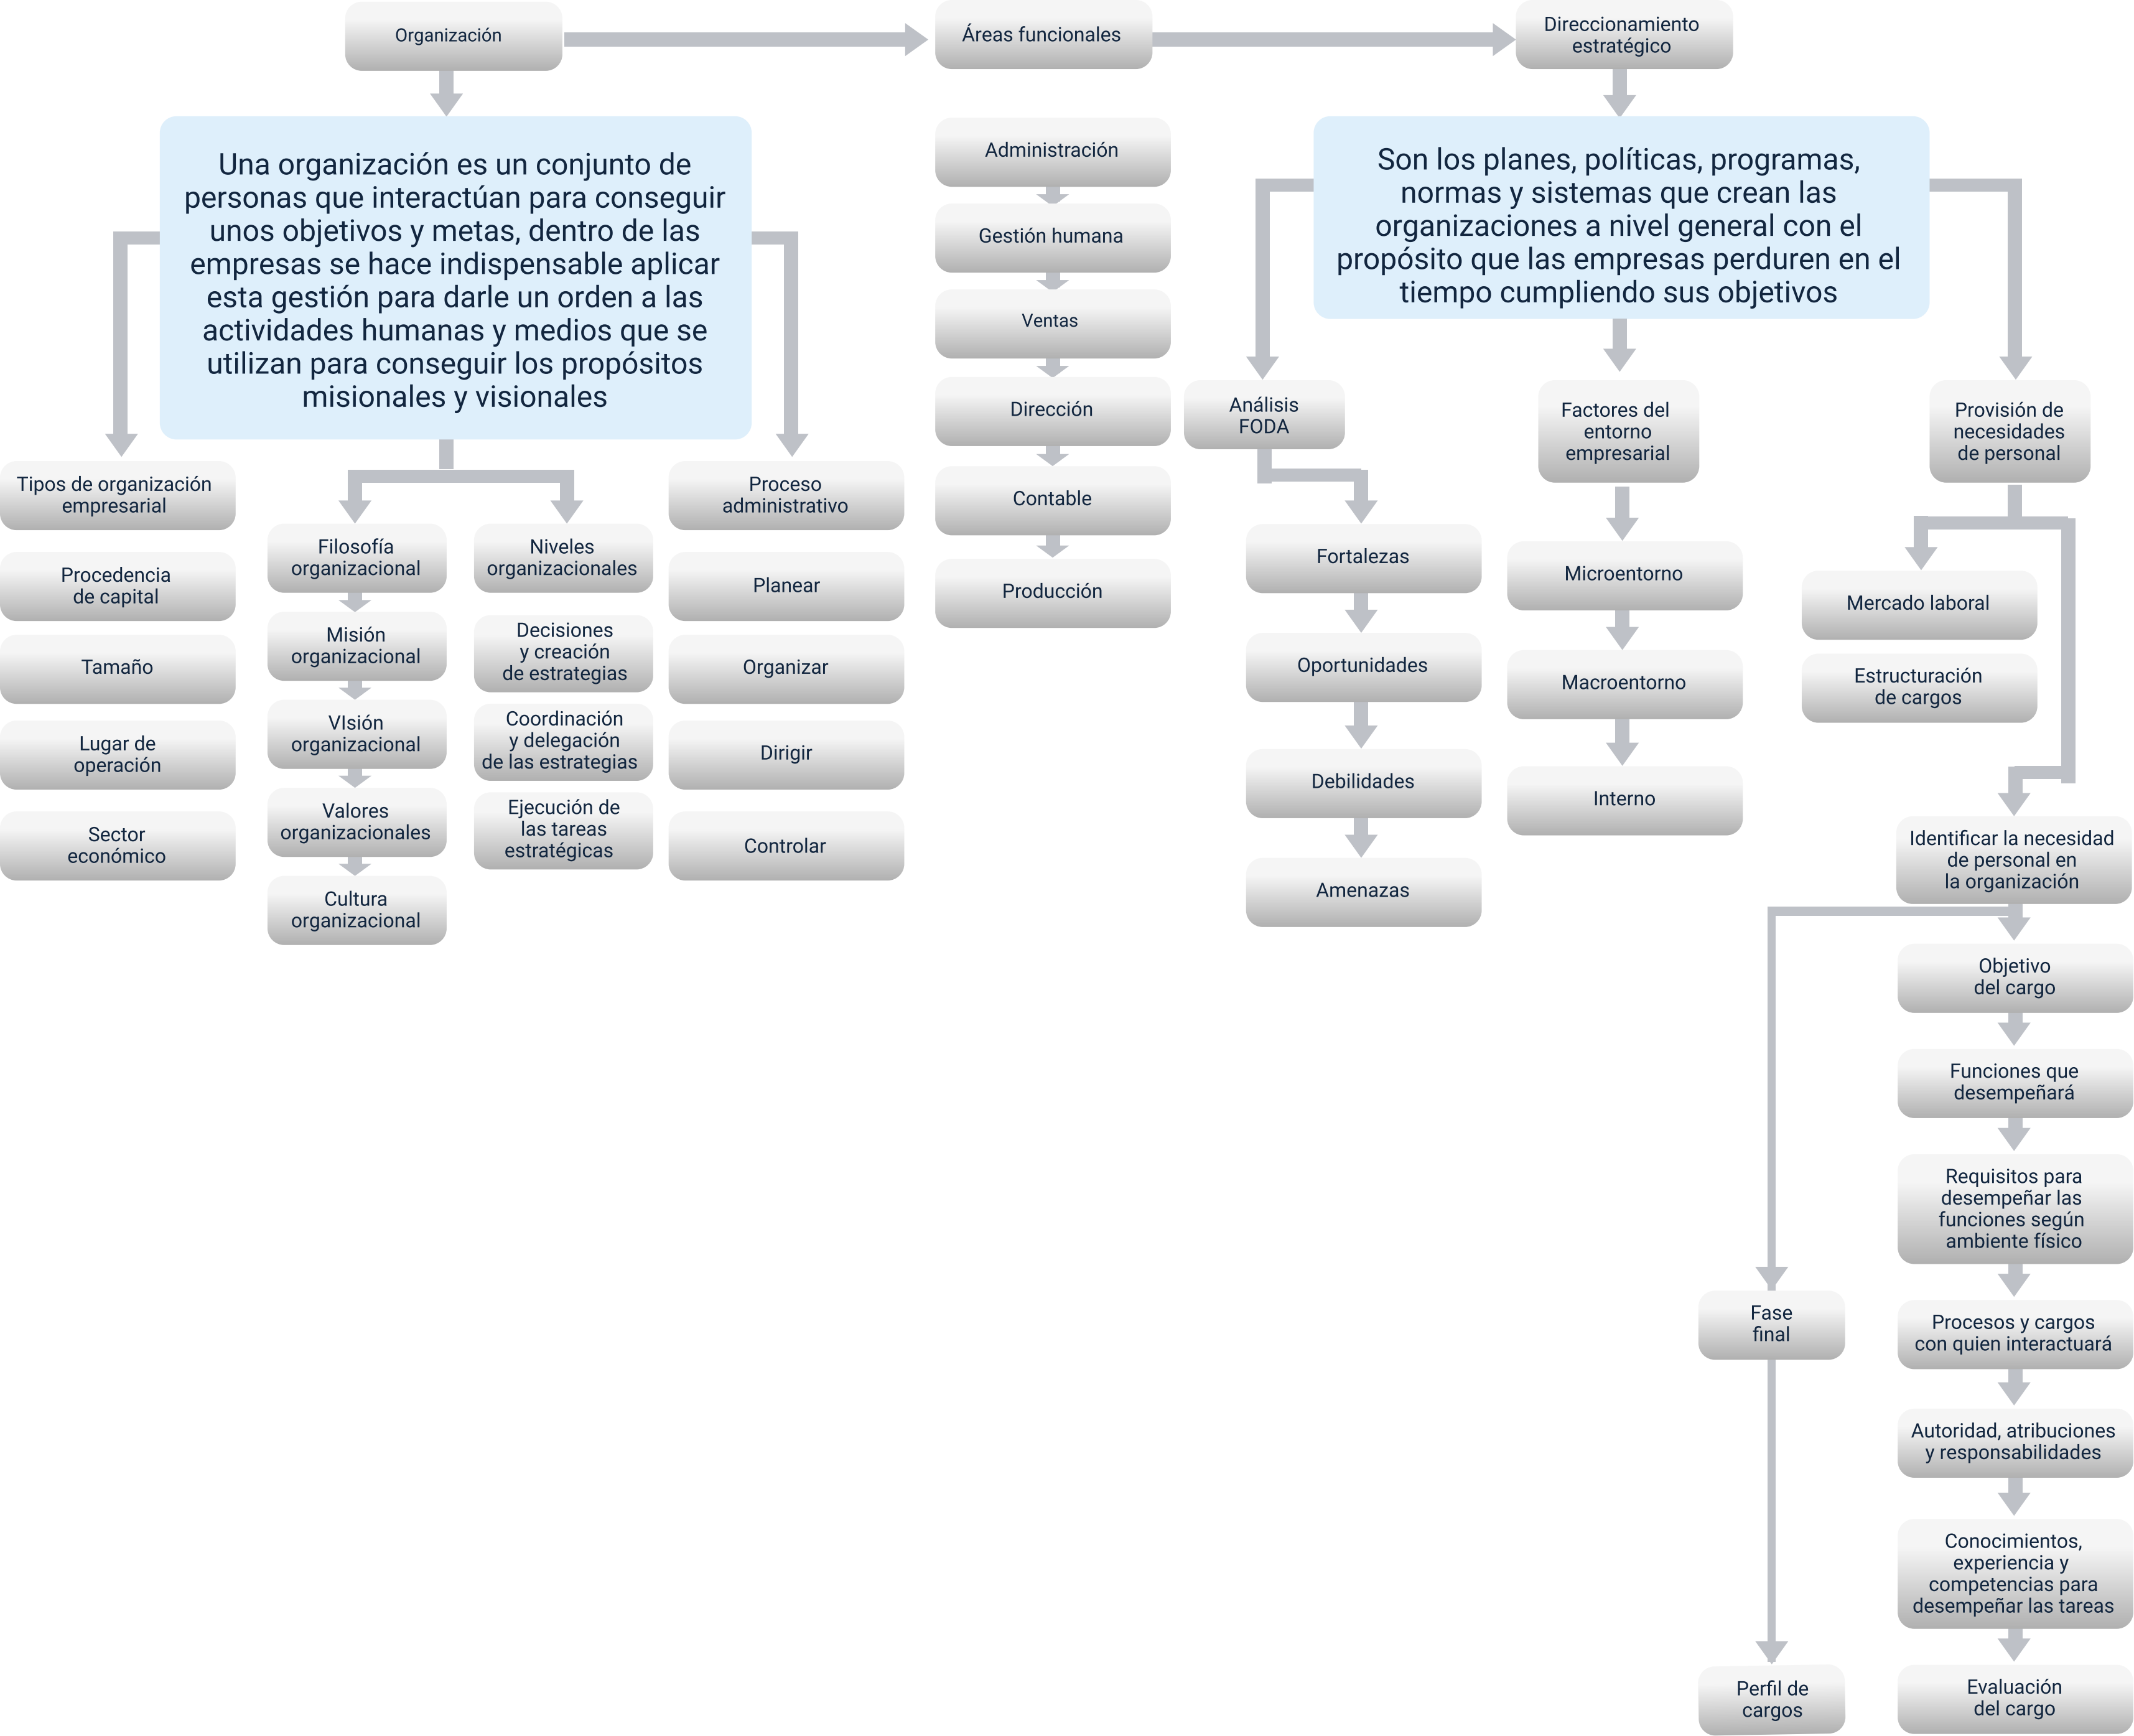 Organización
Áreas funcionales
Direccionamiento
estratégico
Una organización es un conjunto de
personas que interactúan para conseguir
unos objetivos y metas, dentro de las
empresas se hace indispensable aplicar
esta gestión para darle un orden a las
actividades humanas y medios que se
utilizan para conseguir los propósitos
misionales y visionales
Tipos de organización
empresarial
Procedencia
de capital
Tamaño
Lugar de
operación
Sector
económico
Filosofía
organizacional
Misión
organizacional
VIsión
organizacional
Valores
organizacionales
Cultura
organizacional
Niveles
organizacionales
Decisiones
y creación
de estrategias
Coordinación
y delegación
de las estrategias
Ejecución de
las tareas
estratégicas
Proceso
administrativo
Planear
Organizar
Dirigir
Controlar
Administración
Gestión humana
Ventas
Dirección
Contable
Producción
Son los planes, políticas, programas,
normas y sistemas que crean las
organizaciones a nivel general con el
propósito que las empresas perduren en el
tiempo cumpliendo sus objetivos
Análisis
FODA
Fortalezas
Oportunidades
Debilidades
Amenazas
Factores del
entorno
empresarial
Microentorno
Macroentorno
Interno
Provisión de
necesidades
de personal
Mercado laboral
Estructuración
de cargos
Identificar la necesidad
de personal en
la organización
Objetivo
del cargo
Funciones que
desempeñará
Requisitos para
desempeñar las
funciones según
ambiente físico
Procesos y cargos
con quien interactuará
Autoridad, atribuciones
y responsabilidades
Conocimientos,
experiencia y
competencias para
desempeñar las tareas
Evaluación
del cargo
Fase
final
Perfil de
cargos